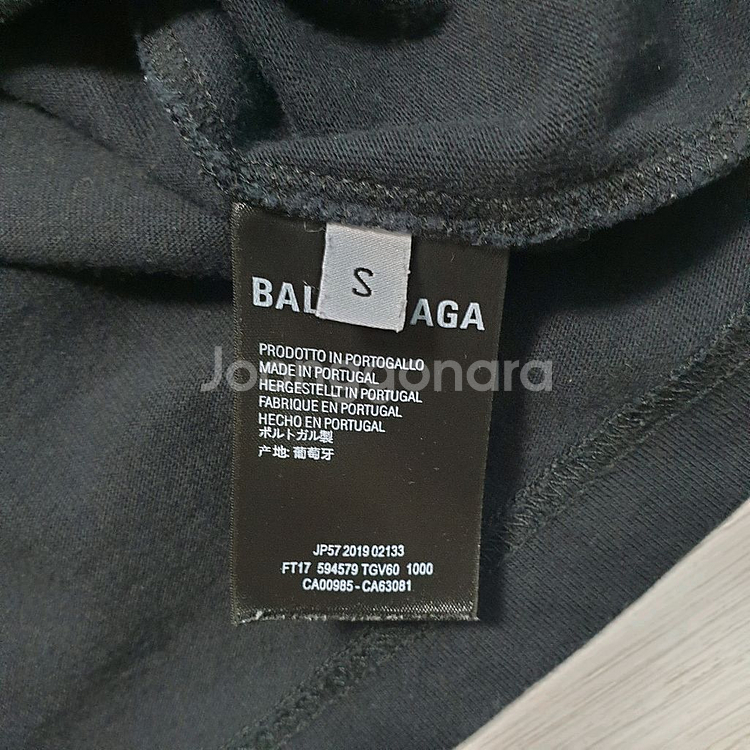 S
BAL AGA
PRODOTTO IN PORTOGALLO
MADE IN PORTUGAL
HERGESTELLT IN PORTUGAL
FABRIQUE EN PORTUGAL
HECHO EN PORTUGAL
ポルトガル製
产地: 葡萄牙
JP57 2019 02133
FT17 594579 TGV60 1000
CA00985 - CA63081
Joongonara